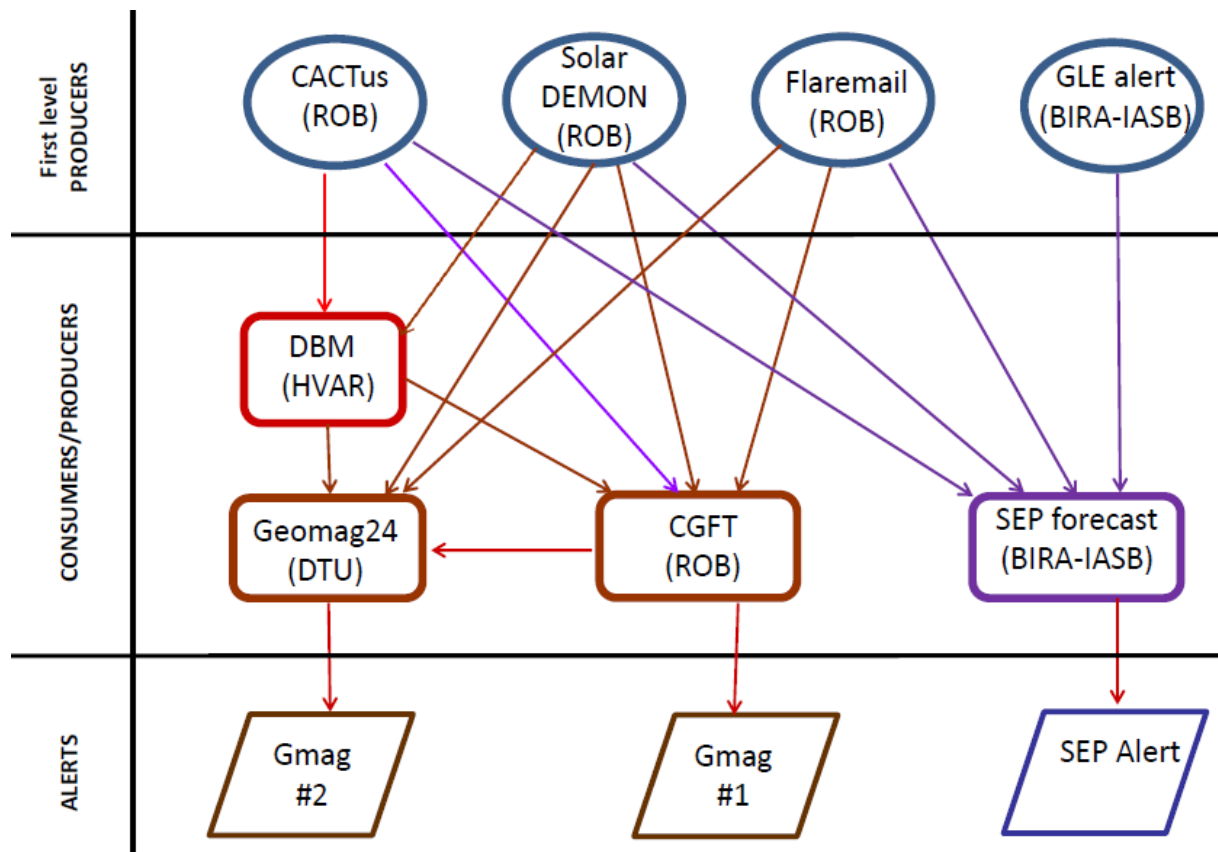 First level
PRODUCERS
CACTus
(ROB)
Solar
DEMON
(ROB)
Flaremail
(ROB)
GLE alert
(BIRA-IASB)
CONSUMERS/PRODUCERS
DBM
(HVAR)
Geomag24
(DTU)
CGFT
(ROB)
SEP forecast
(BIRA-IASB)
ALERTS
Gmag
#2
Gmag
#1
SEP Alert